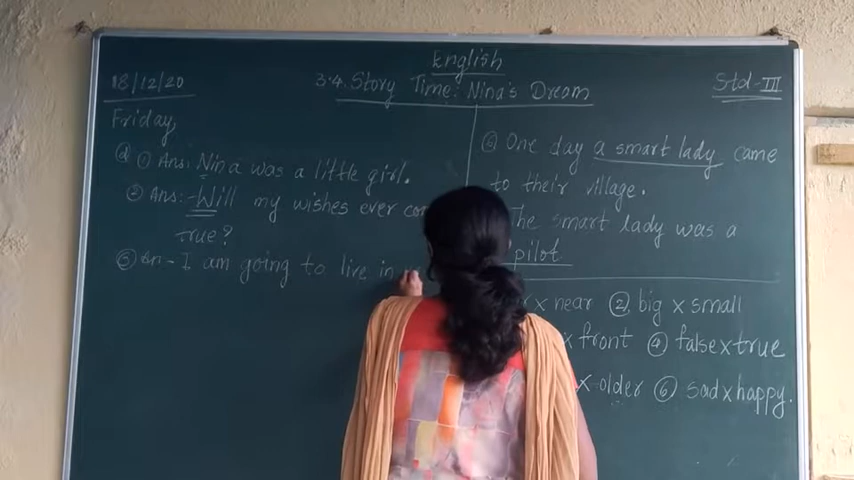 English
18/12/20
3.4. Story Time: Nina's Dream
Std-III
Friday
① Ans: Nina was a little girl.
② Ans:- Will my wishes ever
true?
③ - I am going to live in
One day a smart lady came
to their village.
The smart lady was a
pilot
x near ② big x small
x front ④ false x true
x older ⑥ sad x happy.